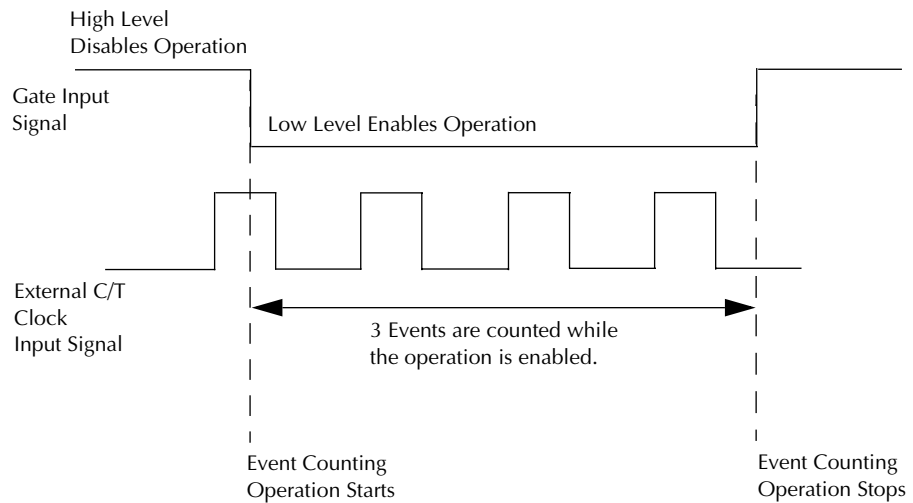 High Level
Disables Operation
Gate Input
Signal
Low Level Enables Operation
External C/T
Clock
Input Signal
3 Events are counted while
the operation is enabled.
Event Counting
Operation Starts
Event Counting
Operation Stops